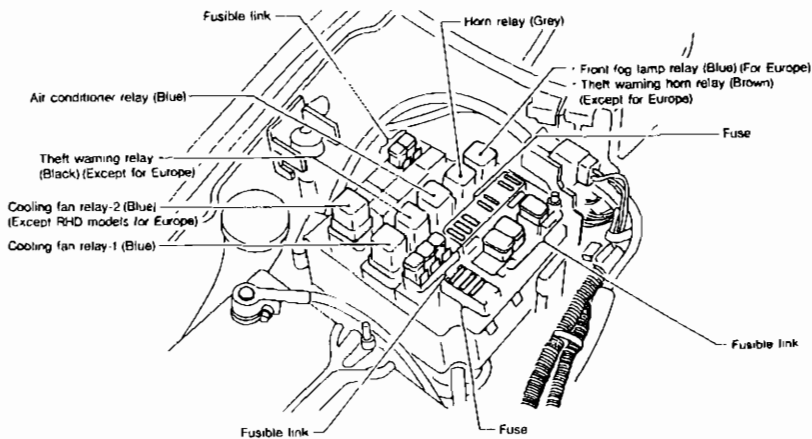 Fusible link
Horn relay (Grey)
Front fog lamp relay (Blue) (For Europe)
Theft warning horn relay (Brown)
(Except for Europe)
Air conditioner relay (Blue)
Fuse
Theft warning relay
(Black) (Except for Europe)
Cooling fan relay-2 (Blue)
(Except RHD models for Europe)
Cooling fan relay-1 (Blue)
Fusible link
Fusible link
Fuse